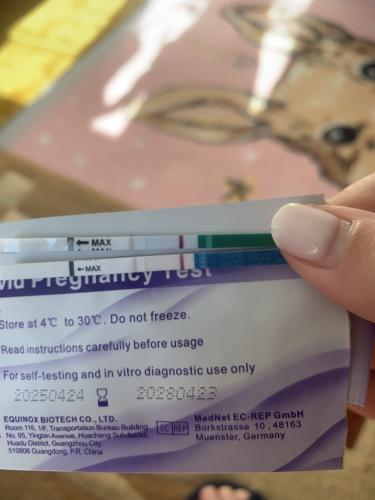 MAX
MAX
Pregnancy Test
Store at 4℃ to 30℃. Do not freeze.
Read instructions carefully before usage
For self-testing and in vitro diagnostic use only
20250424 20280423
EQUINOX BIOTECH CO., LTD.
Room 116, 1/F, Transportation Bureau Building,
No. 95, Yingbin Avenue, Huacheng Subdistrict,
Huadu District, Guangzhou City,
510806 Guangdong, P.R. China
EC REP
MedNet EC-REP GmbH
Borkstrasse 10, 48163
Muenster, Germany